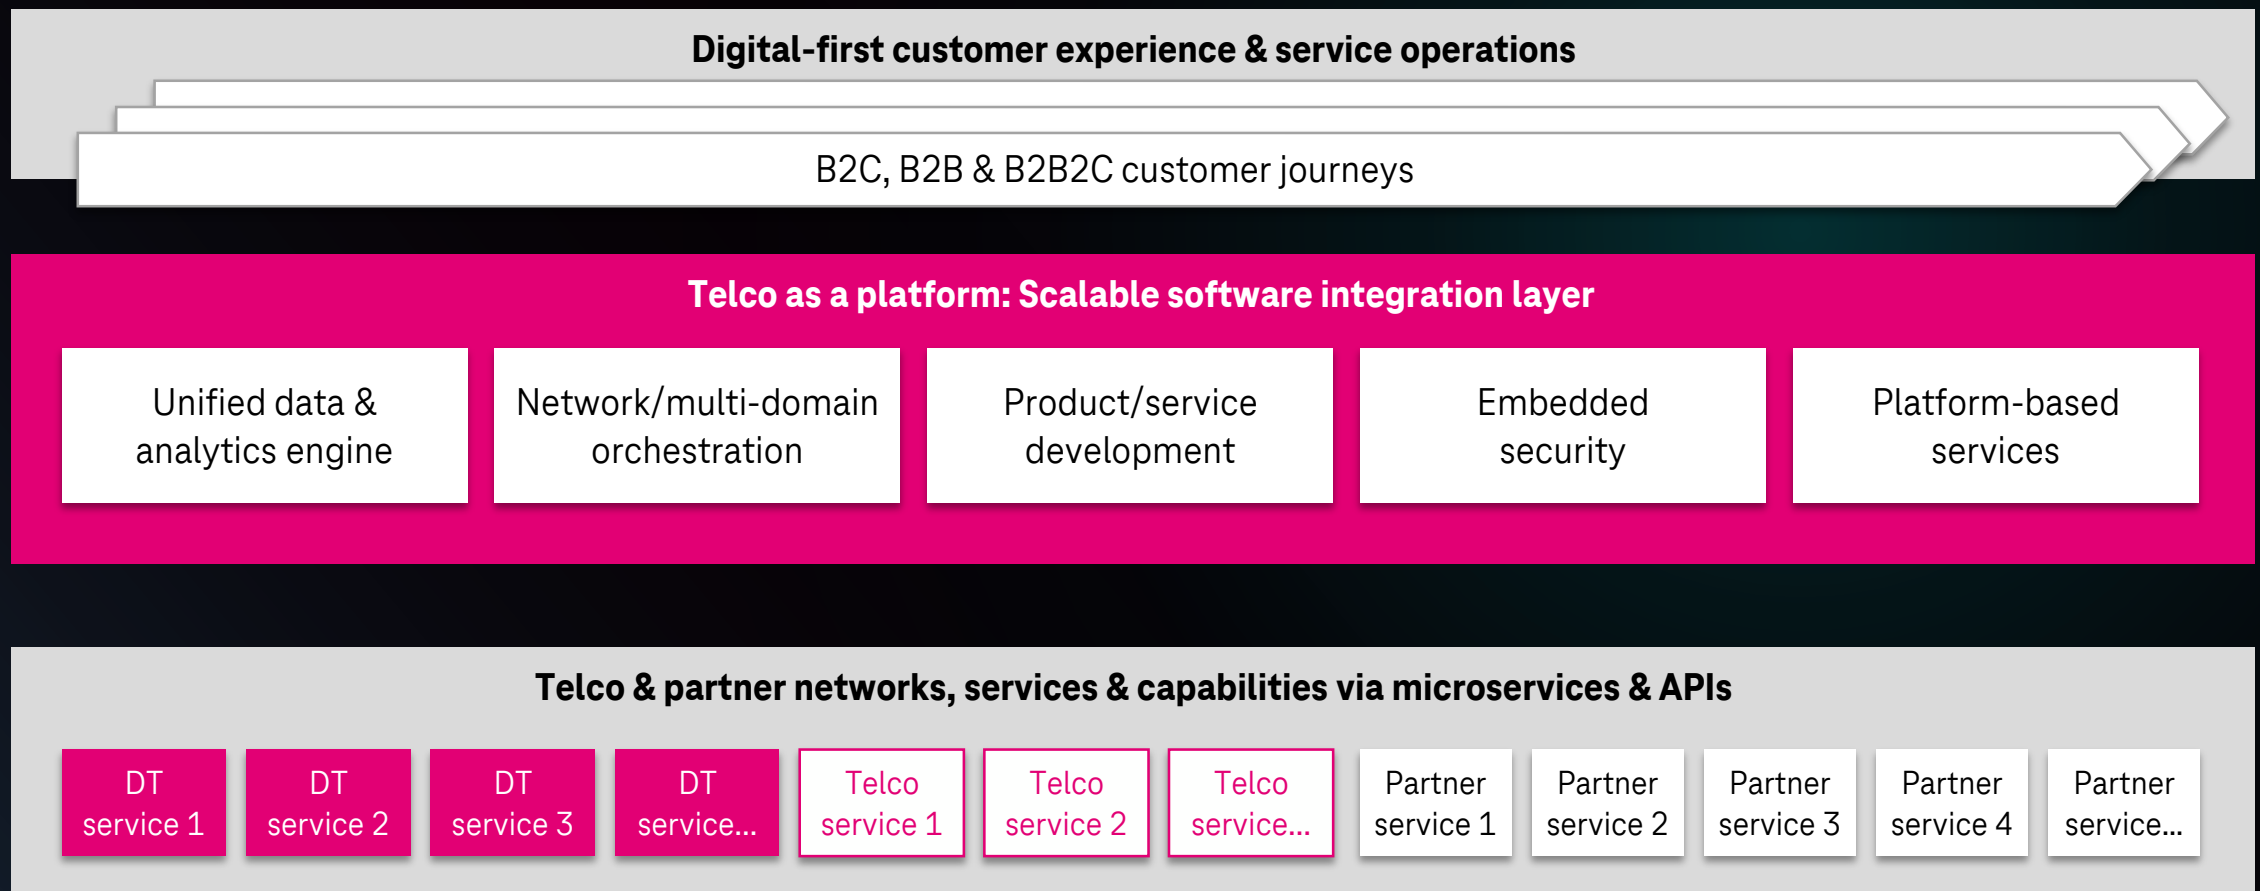 Digital-first customer experience & service operations
B2C, B2B & B2B2C customer journeys
Telco as a platform: Scalable software integration layer
Unified data &
analytics engine
Network/multi-domain
orchestration
Product/service
development
Embedded
security
Platform-based
services
Telco & partner networks, services & capabilities via microservices & APIs
DT
service 1
DT
service 2
DT
service 3
DT
service...
Telco
service 1
Telco
service 2
Telco
service...
Partner
service 1
Partner
service 2
Partner
service 3
Partner
service 4
Partner
service...